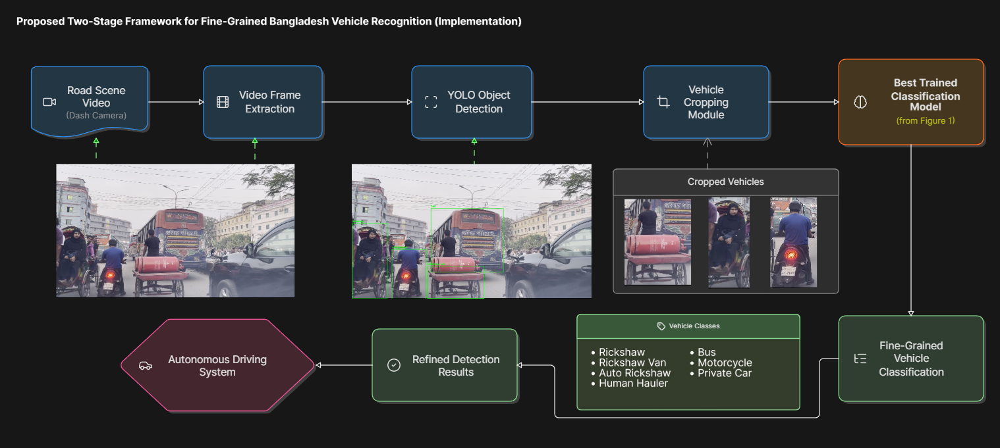 Proposed Two-Stage Framework for Fine-Grained Bangladesh Vehicle Recognition (Implementation)
Road Scene
Video
(Dash Camera)
Video Frame
Extraction
YOLO Object
Detection
Vehicle
Cropping
Module
Best Trained
Classification
Model
(from Figure 1)
Cropped Vehicles
Autonomous Driving
System
Refined Detection
Results
Vehicle Classes
• Rickshaw
• Rickshaw Van
• Auto Rickshaw
• Human Hauler
• Bus
• Motorcycle
• Private Car
Fine-Grained
Vehicle
Classification